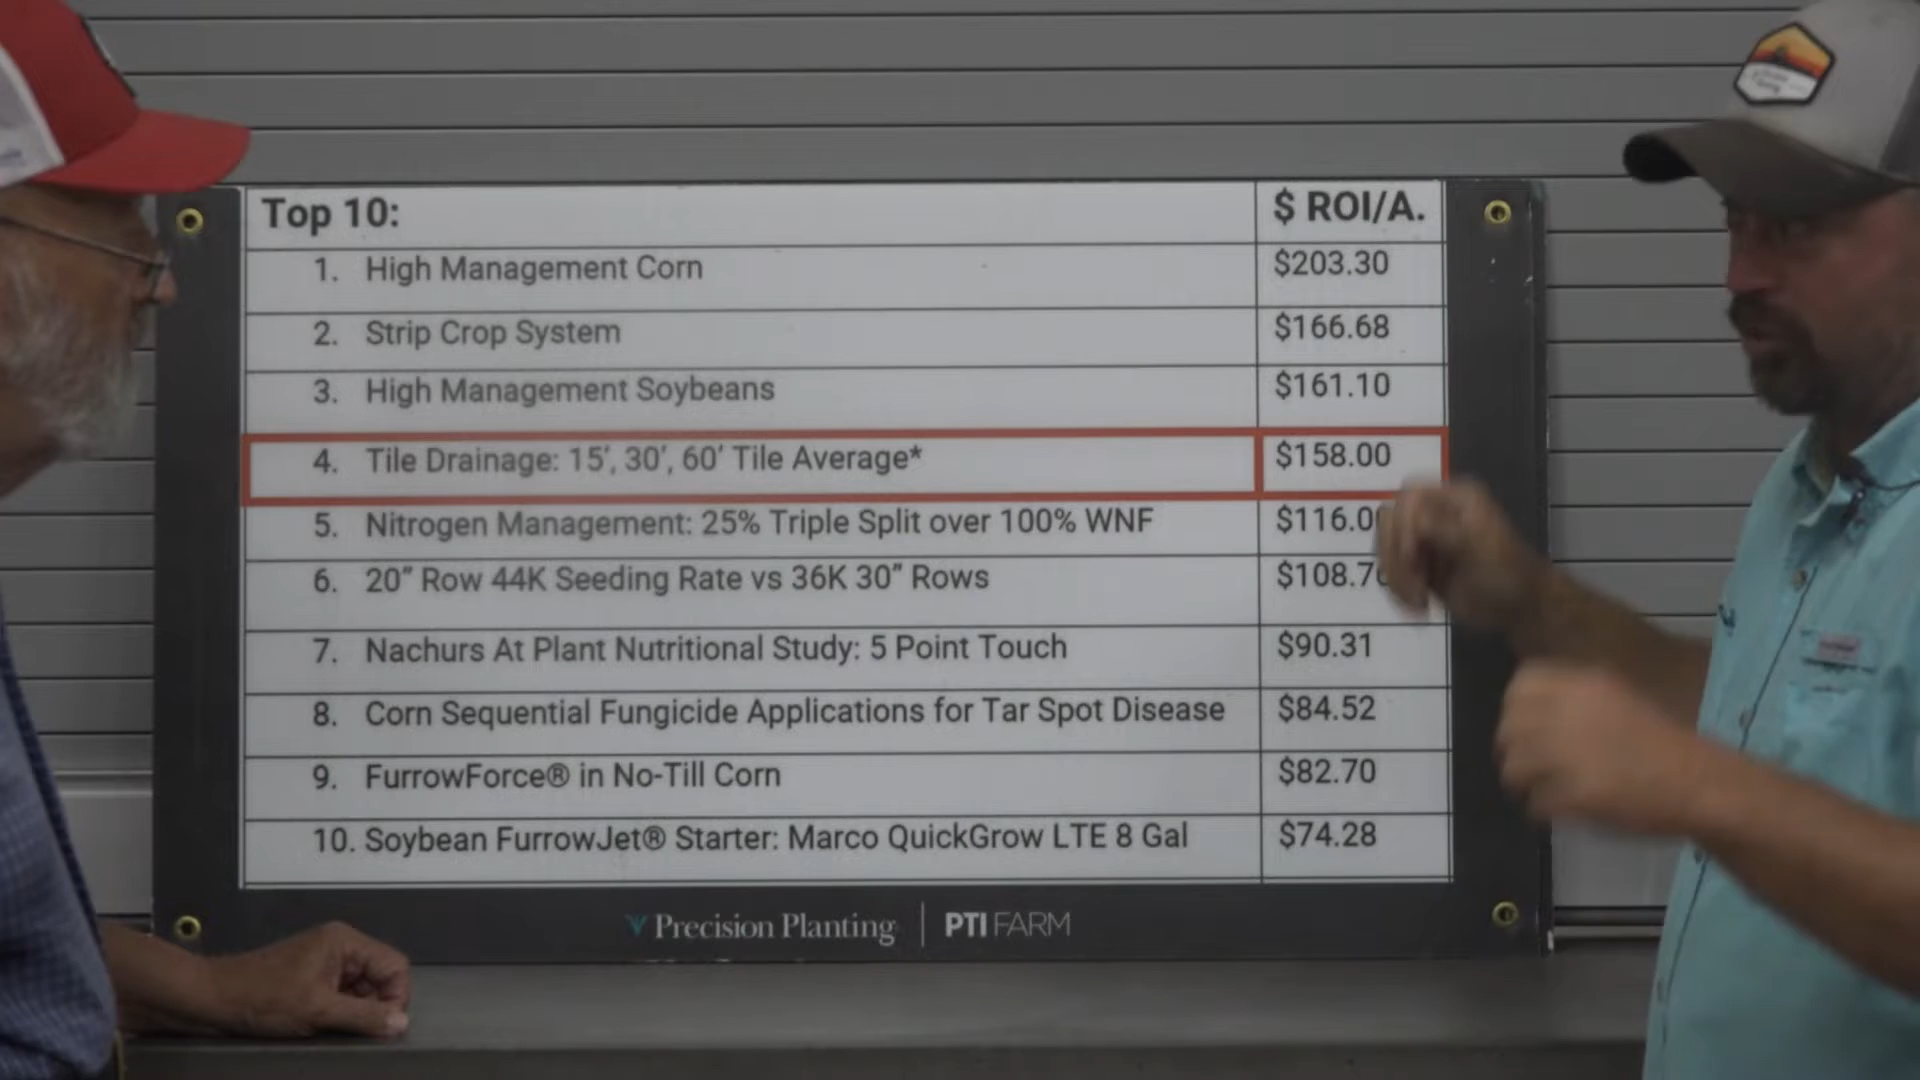 Top 10:
$ ROI/A.
1. High Management Corn
$203.30
2. Strip Crop System
$166.68
3. High Management Soybeans
$161.10
4. Tile Drainage: 15’, 30’, 60’ Tile Average*
$158.00
5. Nitrogen Management: 25% Triple Split over 100% WNF
6. 20” Row 44K Seeding Rate vs 36K 30” Rows
7. Nachurs At Plant Nutritional Study: 5 Point Touch
$90.31
8. Corn Sequential Fungicide Applications for Tar Spot Disease
$84.52
9. FurrowForce® in No-Till Corn
$82.70
10. Soybean FurrowJet® Starter: Marco QuickGrow LTE 8 Gal
$74.28
Precision Planting
PTI FARM